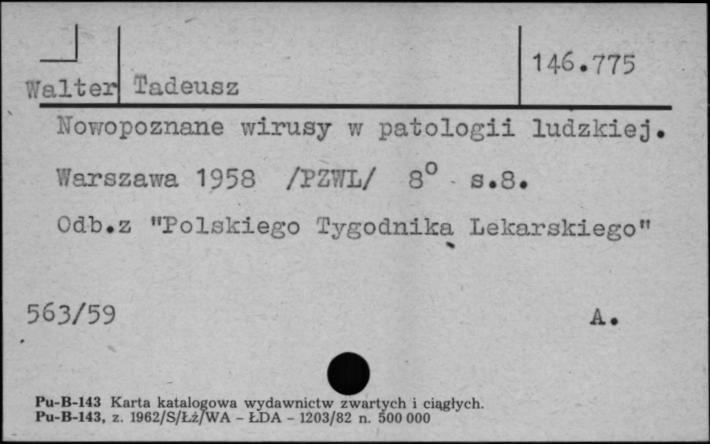 Walter Tadeusz 146.775
Nowopoznane wirusy w patologii ludzkiej.
Warszawa 1958 /PZWL/ 8° s.8.
Odb.z "Polskiego Tygodnika Lekarskiego"
563/59 A.
Pu-B-143 Karta katalogowa wydawnictw zwartych i ciągłych.
Pu-B-143, z. 1962/S/Łź/WA – ŁDA – 1203/82 n. 500 000